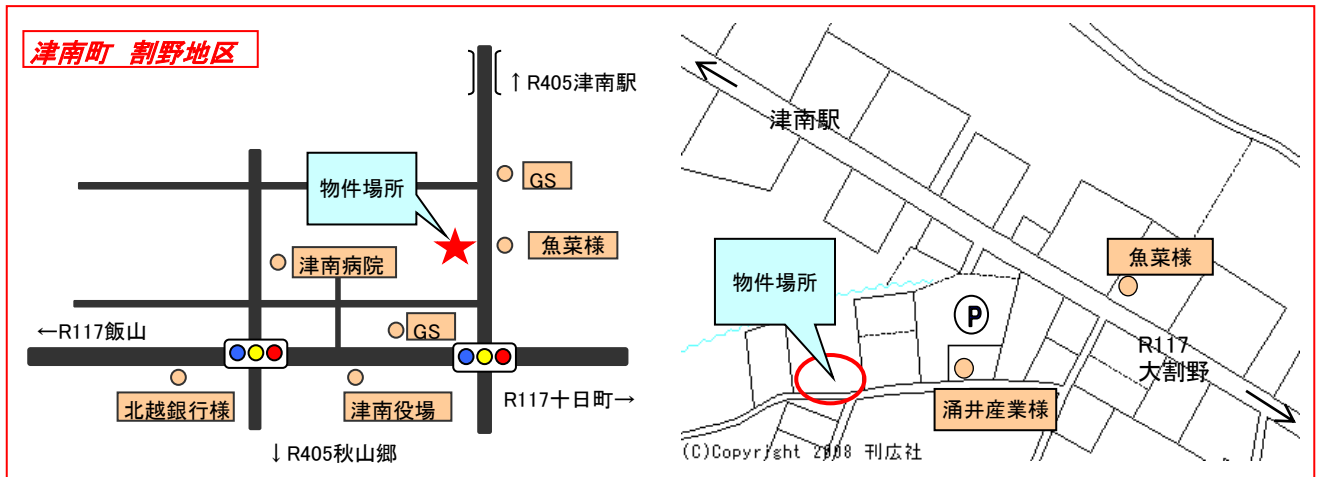 津南町 割野地区
↑R405津南駅
物件場所
GS
魚菜様
津南病院
←R117飯山
GS
R117十日町→
北越銀行様
津南役場
↓R405秋山郷
津南駅
物件場所
魚菜様
P
R117
大割野
涌井産業様
(C)Copyright 2008 刊広社